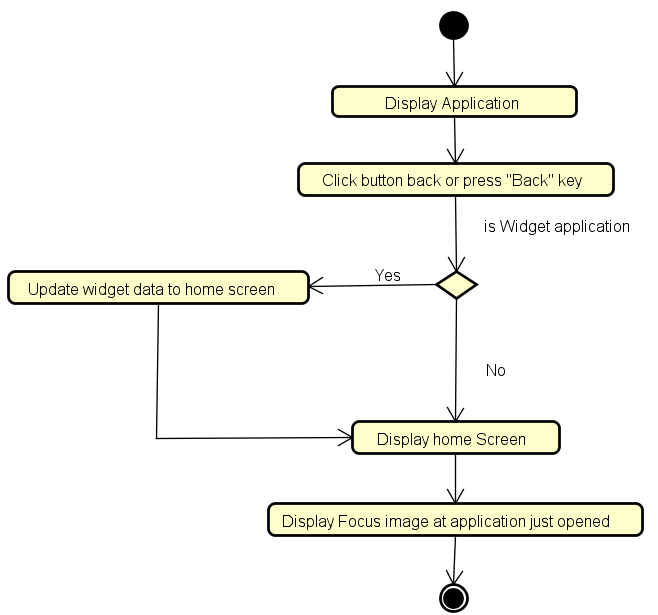 Display Application
Click button back or press "Back" key
is Widget application
Yes
Update widget data to home screen
No
Display home Screen
Display Focus image at application just opened